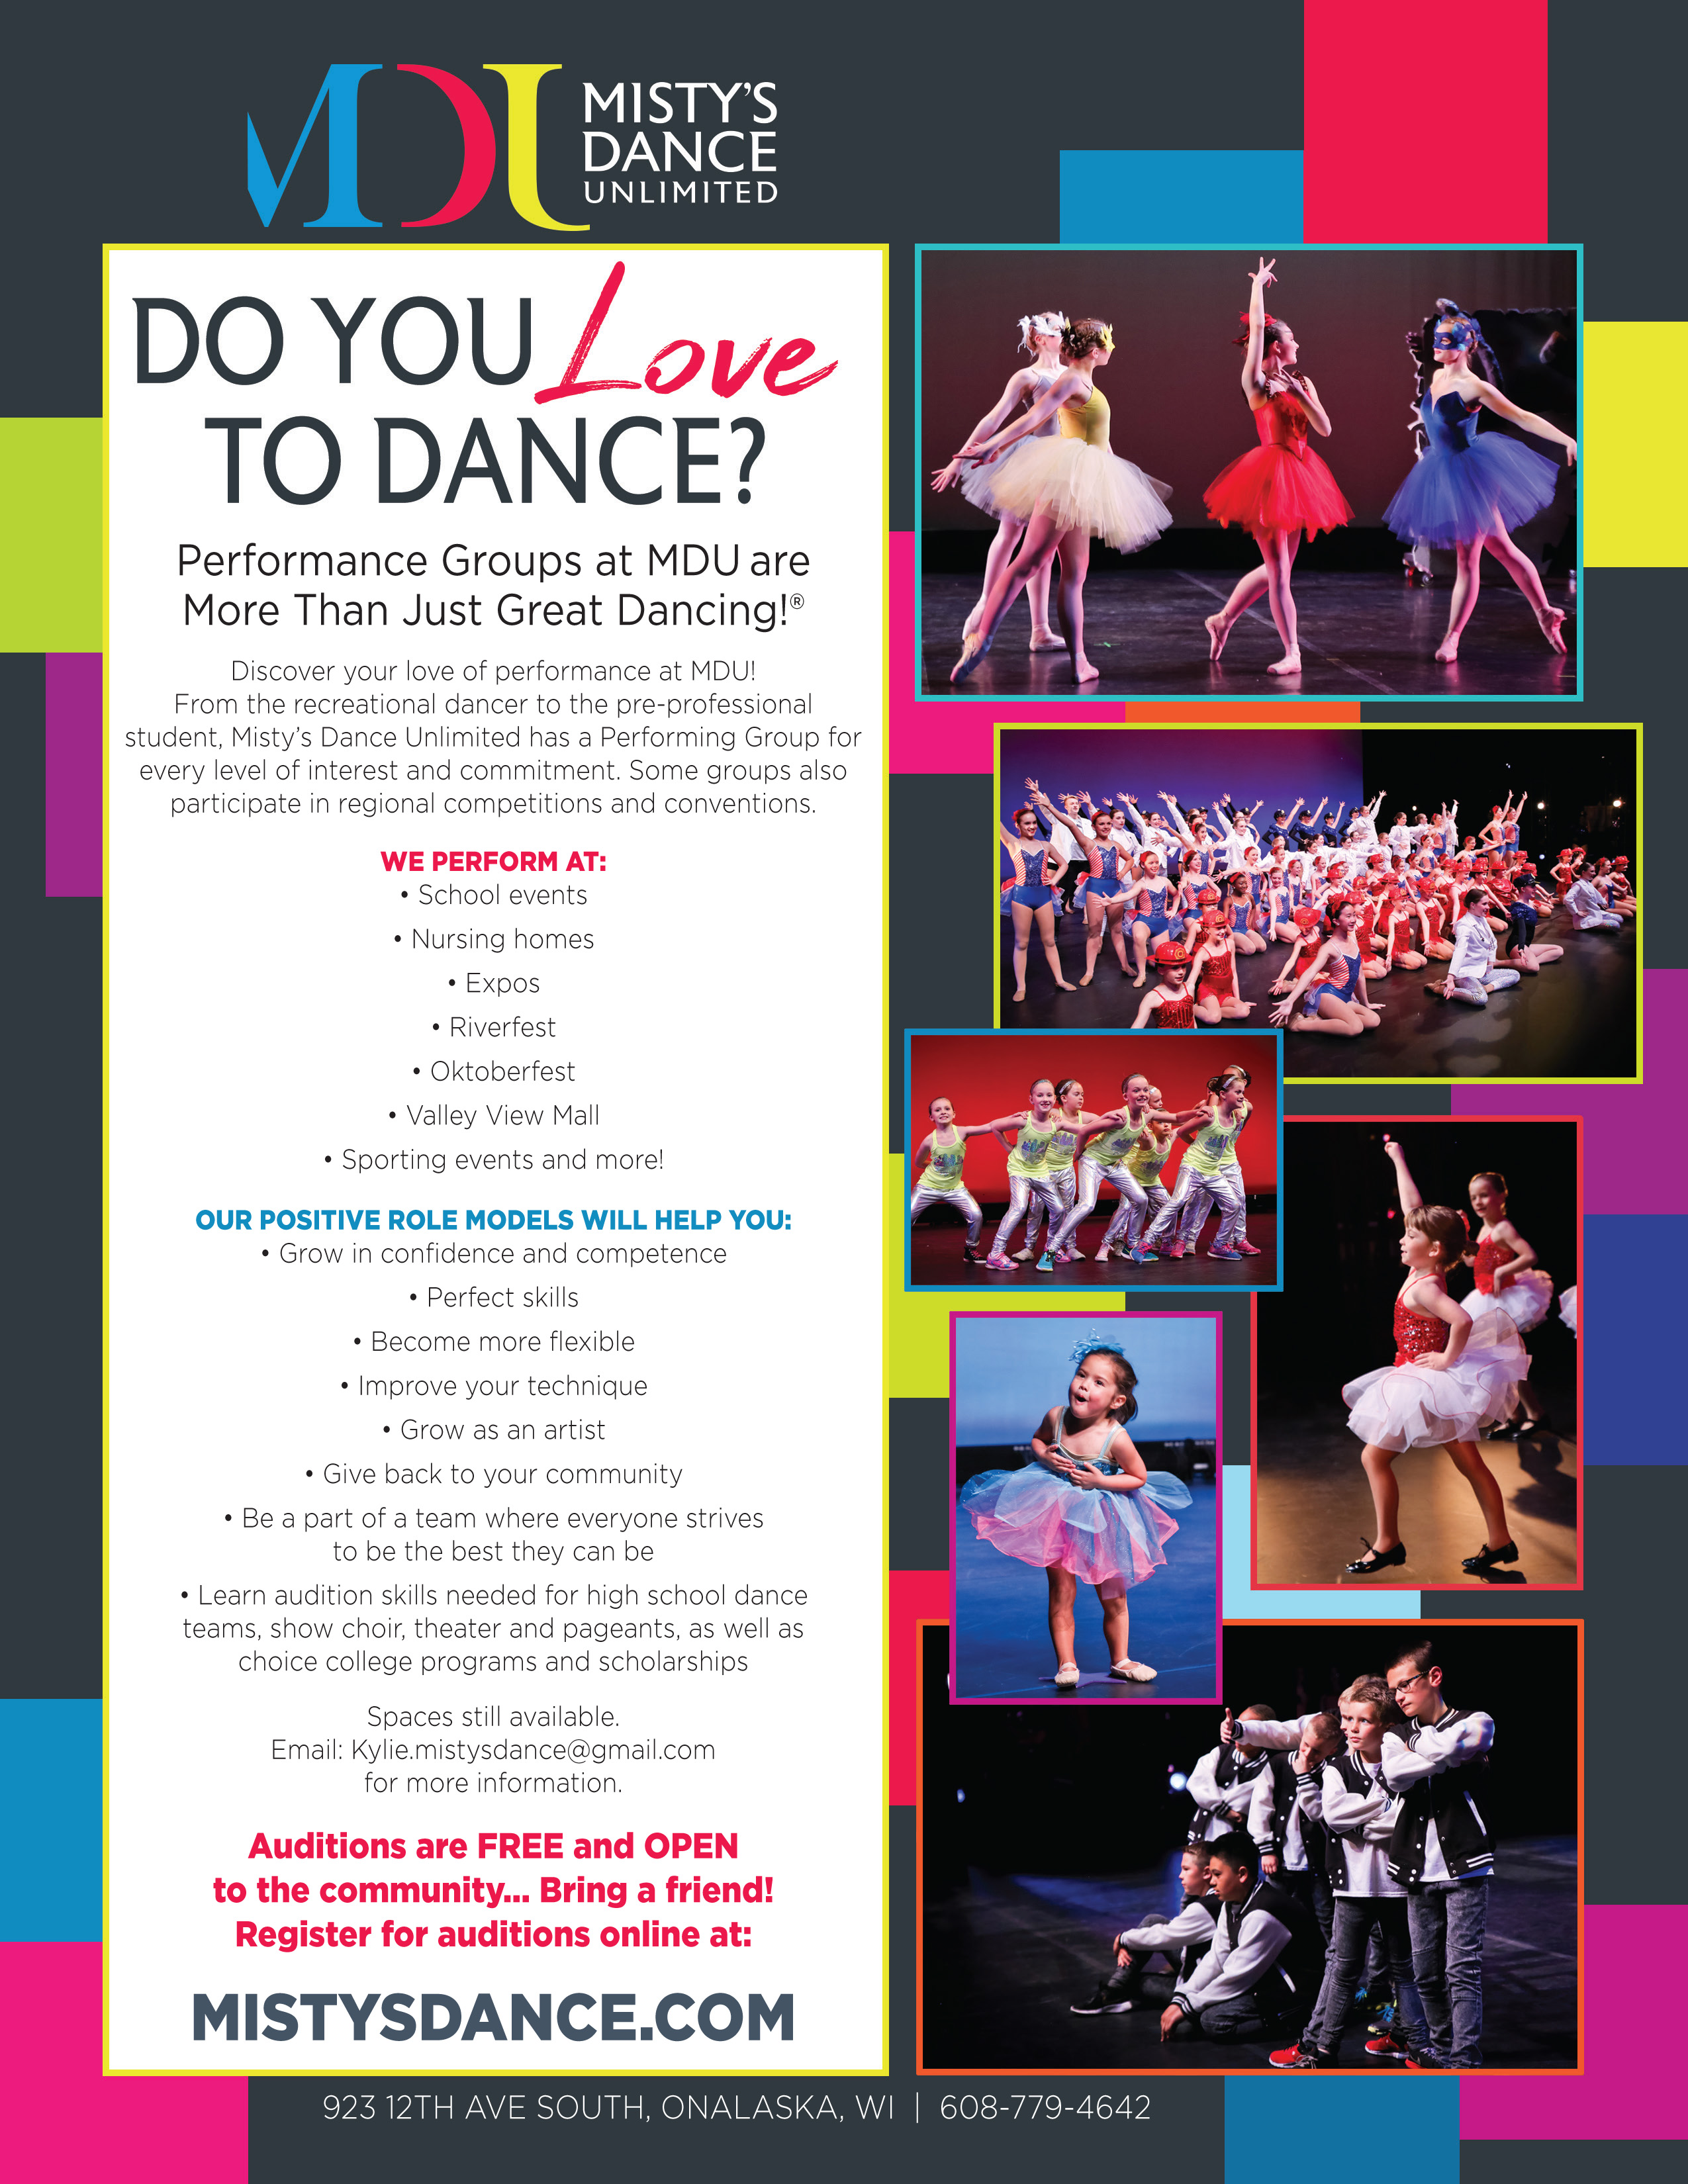 MDU
MISTY'S
DANCE
UNLIMITED
DO YOU Love
TO DANCE?
Performance Groups at MDU are
More Than Just Great Dancing!®
Discover your love of performance at MDU!
From the recreational dancer to the pre-professional
student, Misty's Dance Unlimited has a Performing Group for
every level of interest and commitment. Some groups also
participate in regional competitions and conventions.
WE PERFORM AT:
• School events
• Nursing homes
• Expos
• Riverfest
• Oktoberfest
• Valley View Mall
• Sporting events and more!
OUR POSITIVE ROLE MODELS WILL HELP YOU:
• Grow in confidence and competence
• Perfect skills
• Become more flexible
• Improve your technique
• Grow as an artist
• Give back to your community
• Be a part of a team where everyone strives
to be the best they can be
• Learn audition skills needed for high school dance
teams, show choir, theater and pageants, as well as
choice college programs and scholarships
Spaces still available.
Email: Kylie.mistysdance@gmail.com
for more information.
Auditions are FREE and OPEN
to the community... Bring a friend!
Register for auditions online at:
MISTYSDANCE.COM
923 12TH AVE SOUTH, ONALASKA, WI | 608-779-4642